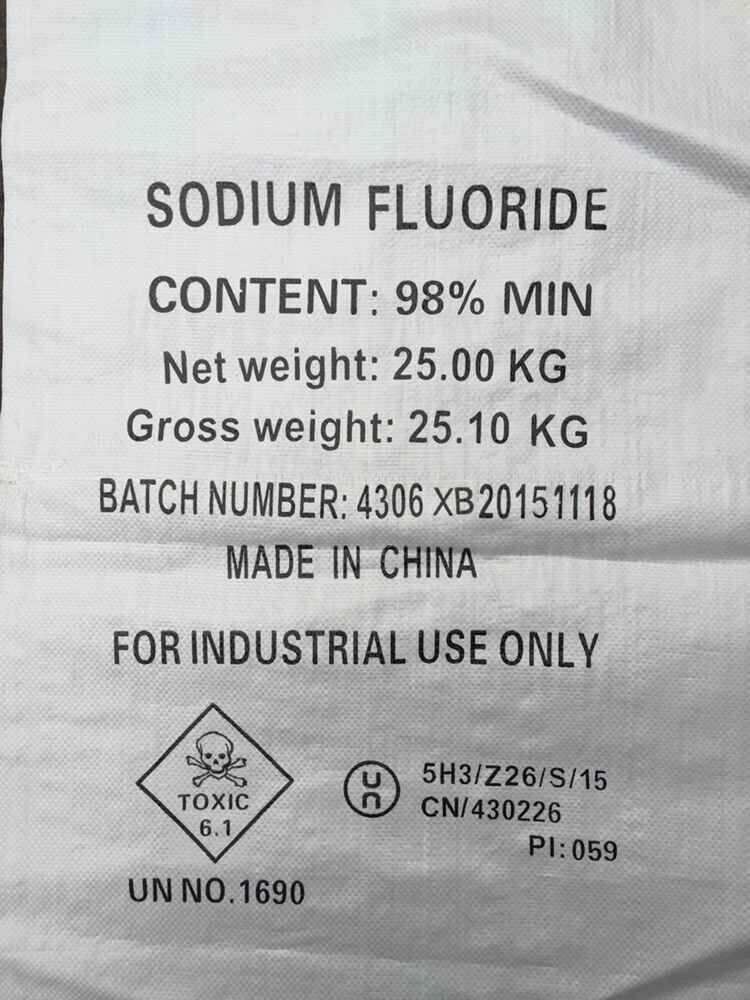 SODIUM FLUORIDE
CONTENT: 98% MIN
Net weight: 25.00 KG
Gross weight: 25.10 KG
BATCH NUMBER: 4306 XB20151118
MADE IN CHINA
FOR INDUSTRIAL USE ONLY
TOXIC
6.1
UN NO.1690
un
5H3/Z26/S/15
CN/430226
PI:059